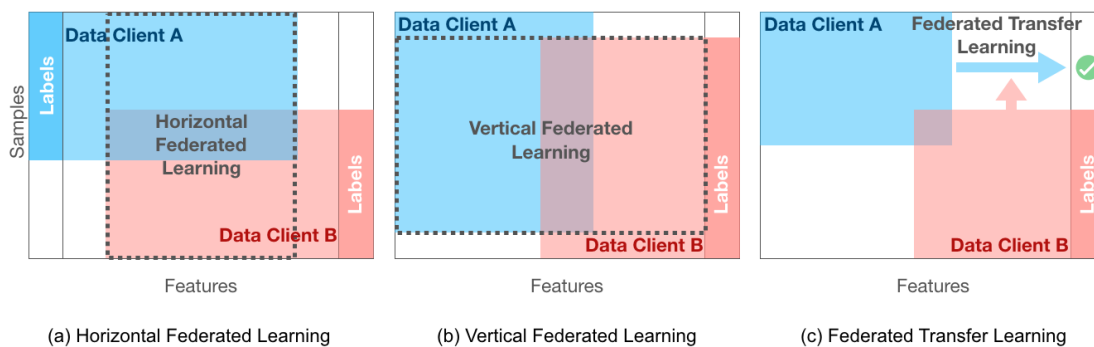 Samples
Labels
Data Client A
Horizontal
Federated
Learning
Data Client B
Labels
Features
(a) Horizontal Federated Learning
Data Client A
Vertical Federated
Learning
Data Client B
Labels
Features
(b) Vertical Federated Learning
Data Client A
Federated Transfer
Learning
Data Client B
Labels
Features
(c) Federated Transfer Learning